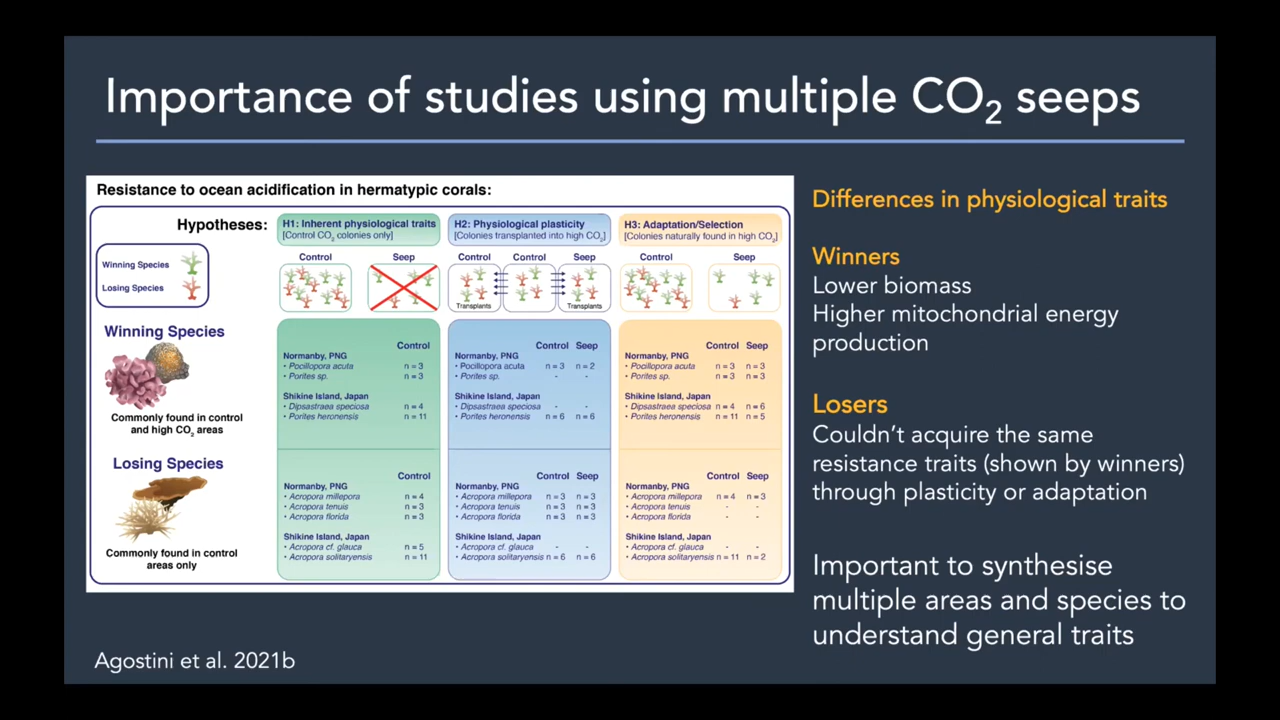 Importance of studies using multiple CO₂ seeps
Resistance to ocean acidification in hermatypic corals:
Hypotheses:
H1: Inherent physiological traits
[Control CO₂ colonies only]
H2: Physiological plasticity
[Colonies transplanted into high CO₂]
H3: Adaptation/Selection
[Colonies naturally found in high CO₂]
Winning Species
Losing Species
Control Seep
Control Control Seep
Transplants Transplants
Control Seep
Winning Species
Commonly found in control
and high CO₂ areas
Control
Normanby, PNG
• Pocillopora acuta n = 3
• Porites sp. n = 3
Shikine Island, Japan
• Dipsastraea speciosa n = 4
• Porites heronensis n = 11
Control Seep
Normanby, PNG
• Pocillopora acuta n = 3 n = 2
• Porites sp. - -
Shikine Island, Japan
• Dipsastraea speciosa - -
• Porites heronensis n = 6 n = 6
Control Seep
Normanby, PNG
• Pocillopora acuta n = 3 n = 3
• Porites sp. n = 3 n = 3
Shikine Island, Japan
• Dipsastraea speciosa n = 4 n = 6
• Porites heronensis n = 11 n = 5
Losing Species
Commonly found in control
areas only
Control
Normanby, PNG
• Acropora millepora n = 4
• Acropora tenuis n = 3
• Acropora florida n = 3
Shikine Island, Japan
• Acropora cf. glauca n = 5
• Acropora solitaryensis n = 11
Control Seep
Normanby, PNG
• Acropora millepora n = 3 n = 3
• Acropora tenuis n = 3 n = 3
• Acropora florida n = 3 n = 3
Shikine Island, Japan
• Acropora cf. glauca - -
• Acropora solitaryensis n = 6 n = 6
Control Seep
Normanby, PNG
• Acropora millepora n = 4 n = 3
• Acropora tenuis - -
• Acropora florida - -
Shikine Island, Japan
• Acropora cf. glauca - -
• Acropora solitaryensis n = 11 n = 2
Differences in physiological traits
Winners
Lower biomass
Higher mitochondrial energy
production
Losers
Couldn't acquire the same
resistance traits (shown by winners)
through plasticity or adaptation
Important to synthesise
multiple areas and species to
understand general traits
Agostini et al. 2021b